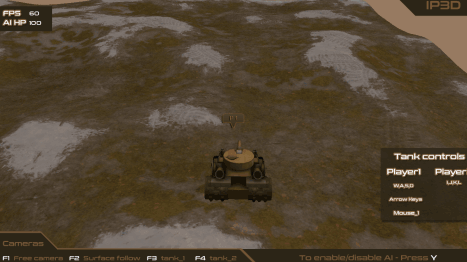 FPS 60
AI HP 100
IP3D
Tank controls
Player1 Player
W,A,S,D I,J,K,L
Arrow Keys
Mouse_1
Cameras
F1 Free camera F2 Surface follow F3 tank_1 F4 tank_2
To enable/disable AI - Press Y